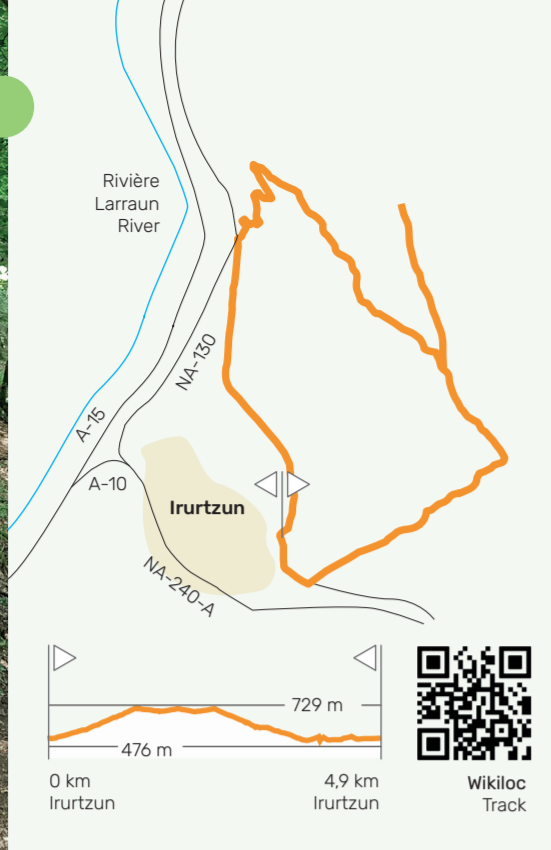 Rivière
Larraun
River
NA-130
A-15
A-10
Irurtzun
NA-240-A
729 m
476 m
0 km
Irurtzun
4,9 km
Irurtzun
Wikiloc
Track